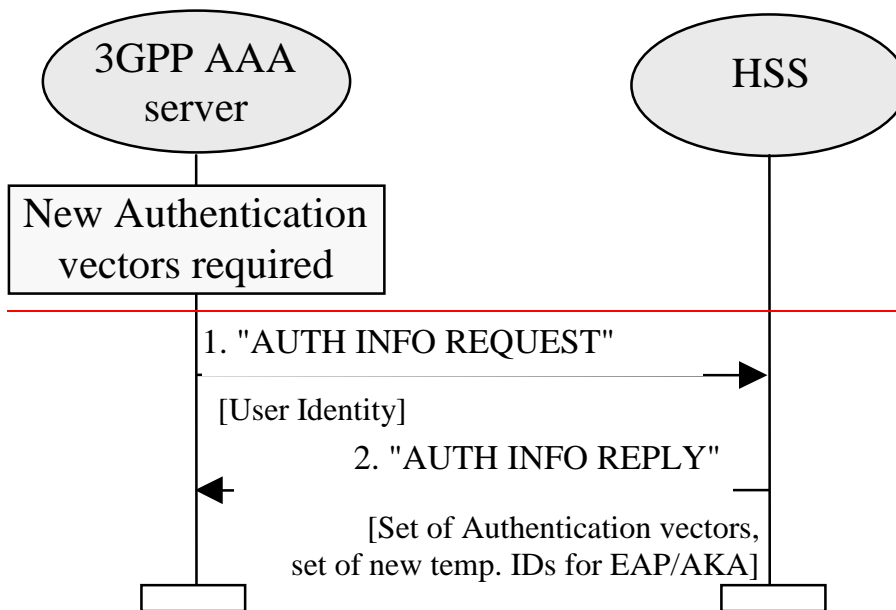 3GPP AAA
server
HSS
New Authentication
vectors required
1. "AUTH INFO REQUEST"
[User Identity]
2. "AUTH INFO REPLY"
[Set of Authentication vectors,
set of new temp. IDs for EAP/AKA]